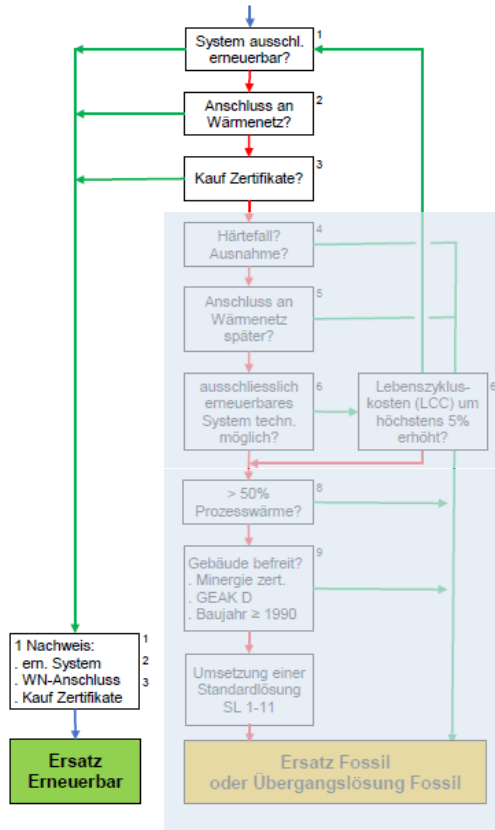 System ausschl.
erneuerbar?
1
Anschluss an
Wärmenetz?
2
Kauf Zertifikate?
3
Härtefall?
Ausnahme?
4
Anschluss an
Wärmenetz
später?
5
ausschliesslich
erneuerbares
System techn.
möglich?
6
Lebenszyklus-
kosten (LCC) um
höchstens 5%
erhöht?
6
> 50%
Prozesswärme?
8
Gebäude befreit?
. Minergie zert.
. GEAK D
. Baujahr ≥ 1990
9
1 Nachweis:
. ern. System
. WN-Anschluss
. Kauf Zertifikate
1
2
3
Umsetzung einer
Standardlösung
SL 1-11
Ersatz
Erneuerbar
Ersatz Fossil
oder Übergangslösung Fossil